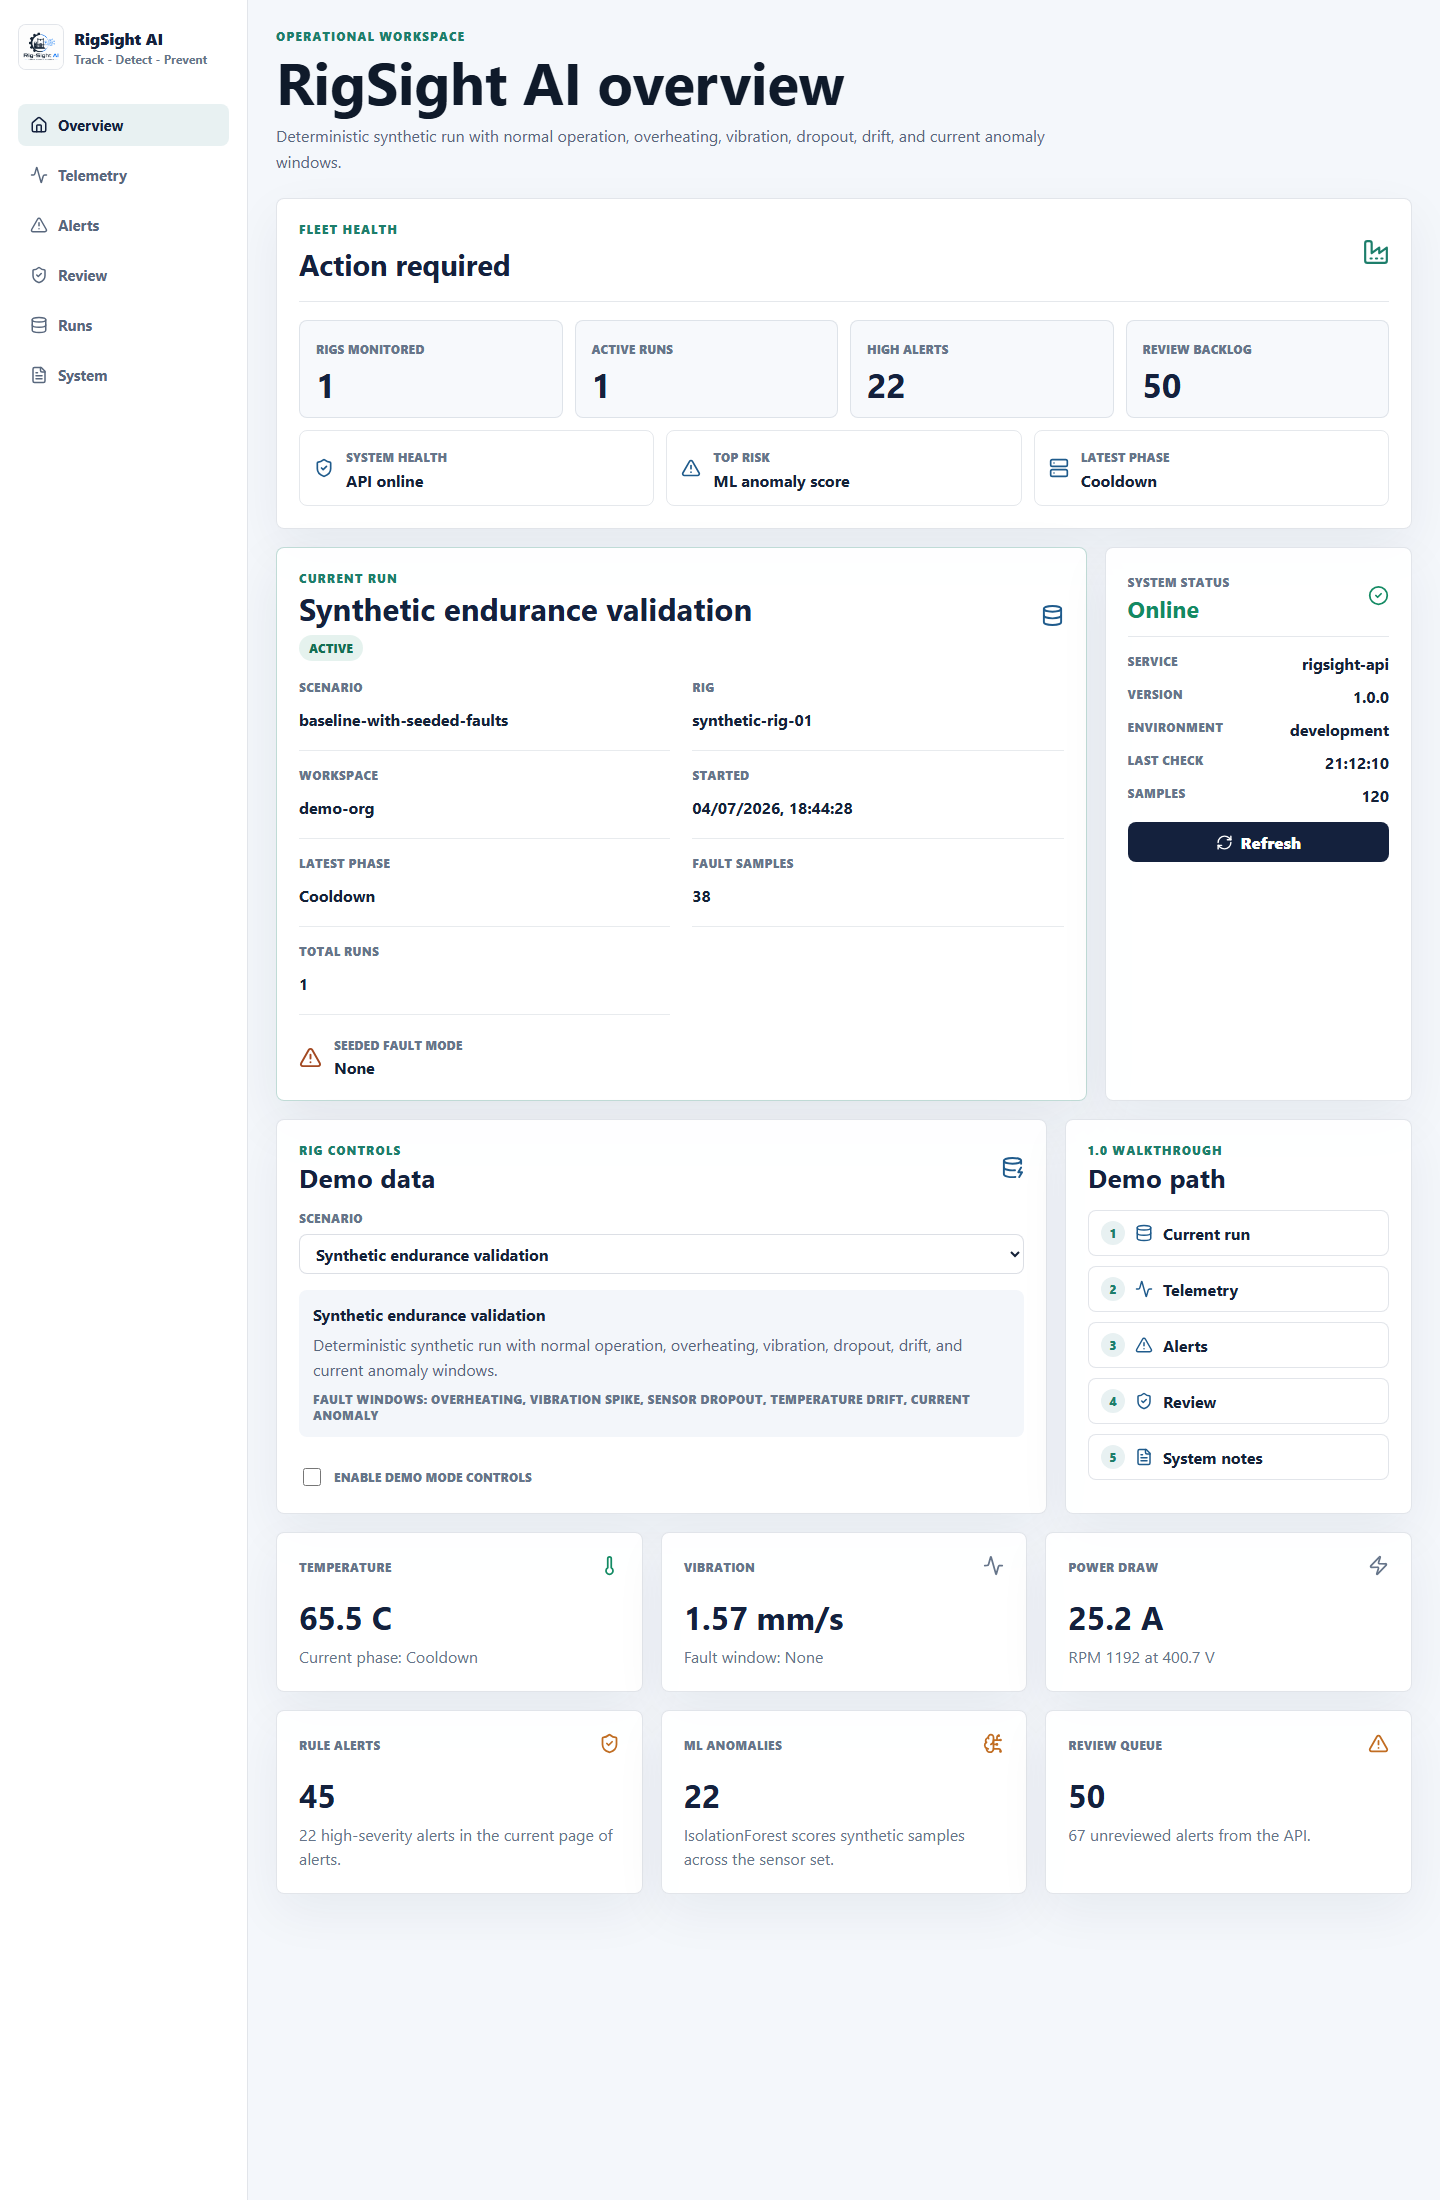 Rig-Sight AI
RigSight AI
Track - Detect - Prevent
Overview
Telemetry
Alerts
Review
Runs
System
OPERATIONAL WORKSPACE
RigSight AI overview
Deterministic synthetic run with normal operation, overheating, vibration, dropout, drift, and current anomaly
windows.
FLEET HEALTH
Action required
RIGS MONITORED
1
ACTIVE RUNS
1
HIGH ALERTS
22
REVIEW BACKLOG
50
SYSTEM HEALTH
API online
TOP RISK
ML anomaly score
LATEST PHASE
Cooldown
CURRENT RUN
Synthetic endurance validation
ACTIVE
SCENARIO
baseline-with-seeded-faults
RIG
synthetic-rig-01
WORKSPACE
demo-org
STARTED
04/07/2026, 18:44:28
LATEST PHASE
Cooldown
FAULT SAMPLES
38
TOTAL RUNS
1
SEEDED FAULT MODE
None
SYSTEM STATUS
Online
SERVICE rigsight-api
VERSION 1.0.0
ENVIRONMENT development
LAST CHECK 21:12:10
SAMPLES 120
Refresh
RIG CONTROLS
Demo data
SCENARIO
Synthetic endurance validation
Synthetic endurance validation
Deterministic synthetic run with normal operation, overheating, vibration, dropout, drift, and
current anomaly windows.
FAULT WINDOWS: OVERHEATING, VIBRATION SPIKE, SENSOR DROPOUT, TEMPERATURE DRIFT, CURRENT
ANOMALY
ENABLE DEMO MODE CONTROLS
1.0 WALKTHROUGH
Demo path
1 Current run
2 Telemetry
3 Alerts
4 Review
5 System notes
TEMPERATURE
65.5 C
Current phase: Cooldown
VIBRATION
1.57 mm/s
Fault window: None
POWER DRAW
25.2 A
RPM 1192 at 400.7 V
RULE ALERTS
45
22 high-severity alerts in the current page of
alerts.
ML ANOMALIES
22
IsolationForest scores synthetic samples
across the sensor set.
REVIEW QUEUE
50
67 unreviewed alerts from the API.